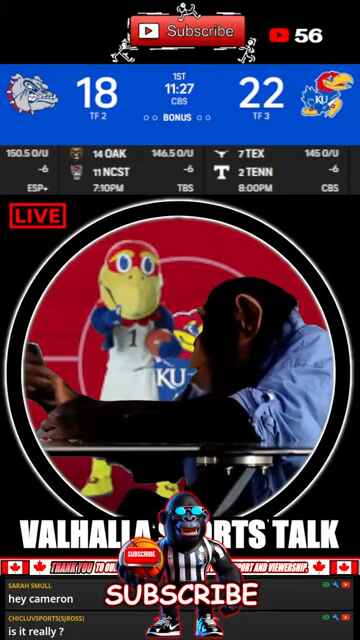 Subscribe
56
18
TF 2
1ST
11:27
CBS
BONUS
22
TF 3
KU
150.5 O/U
14 OAK
146.5 O/U
7 TEX
145 O/U
-6
11 NCST
-6
2 TENN
-6
ESP+
7:10PM
TBS
8:00PM
CBS
LIVE
1
KU
VALHALLA SPORTS TALK
THANK YOU TO
SUPPORT AND VIEWERSHIP.
SUBSCRIBE
SUBSCRIBE
SARAH SMULL
hey cameron
CHICLUVSPORTS(SJROSS)
is it really ?